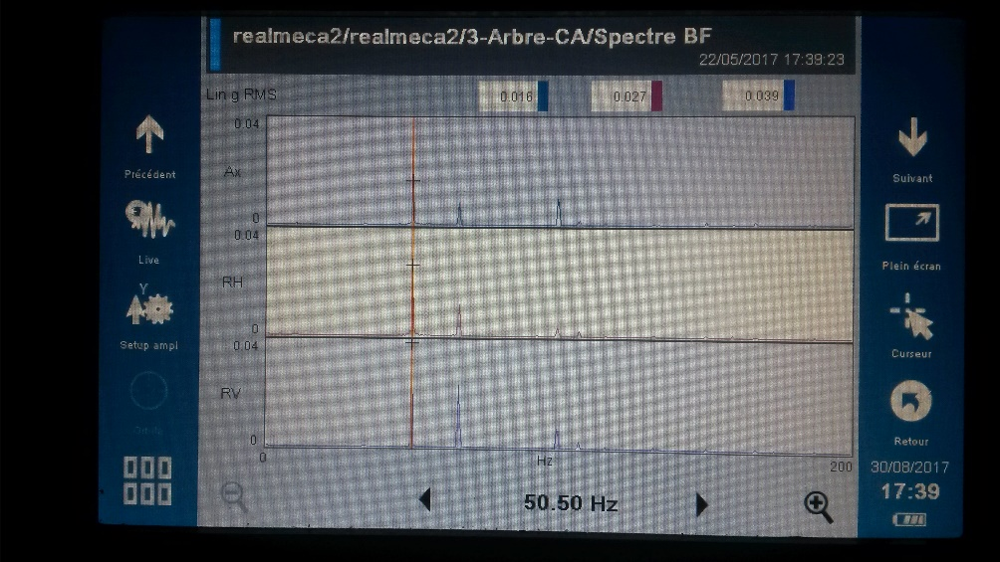 realmeca2/realmeca2/3-Arbre-CA/Spectre BF
22/05/2017 17:39:23
Lin g RMS
0.016
0.027
0.039
0.04
Ax
0
0.04
RH
0
0.04
RV
0
0
Hz
200
50.50 Hz
Précédent
Live
Y
Setup ampl
Suivant
Plein écran
Curseur
Retour
30/08/2017
17:39